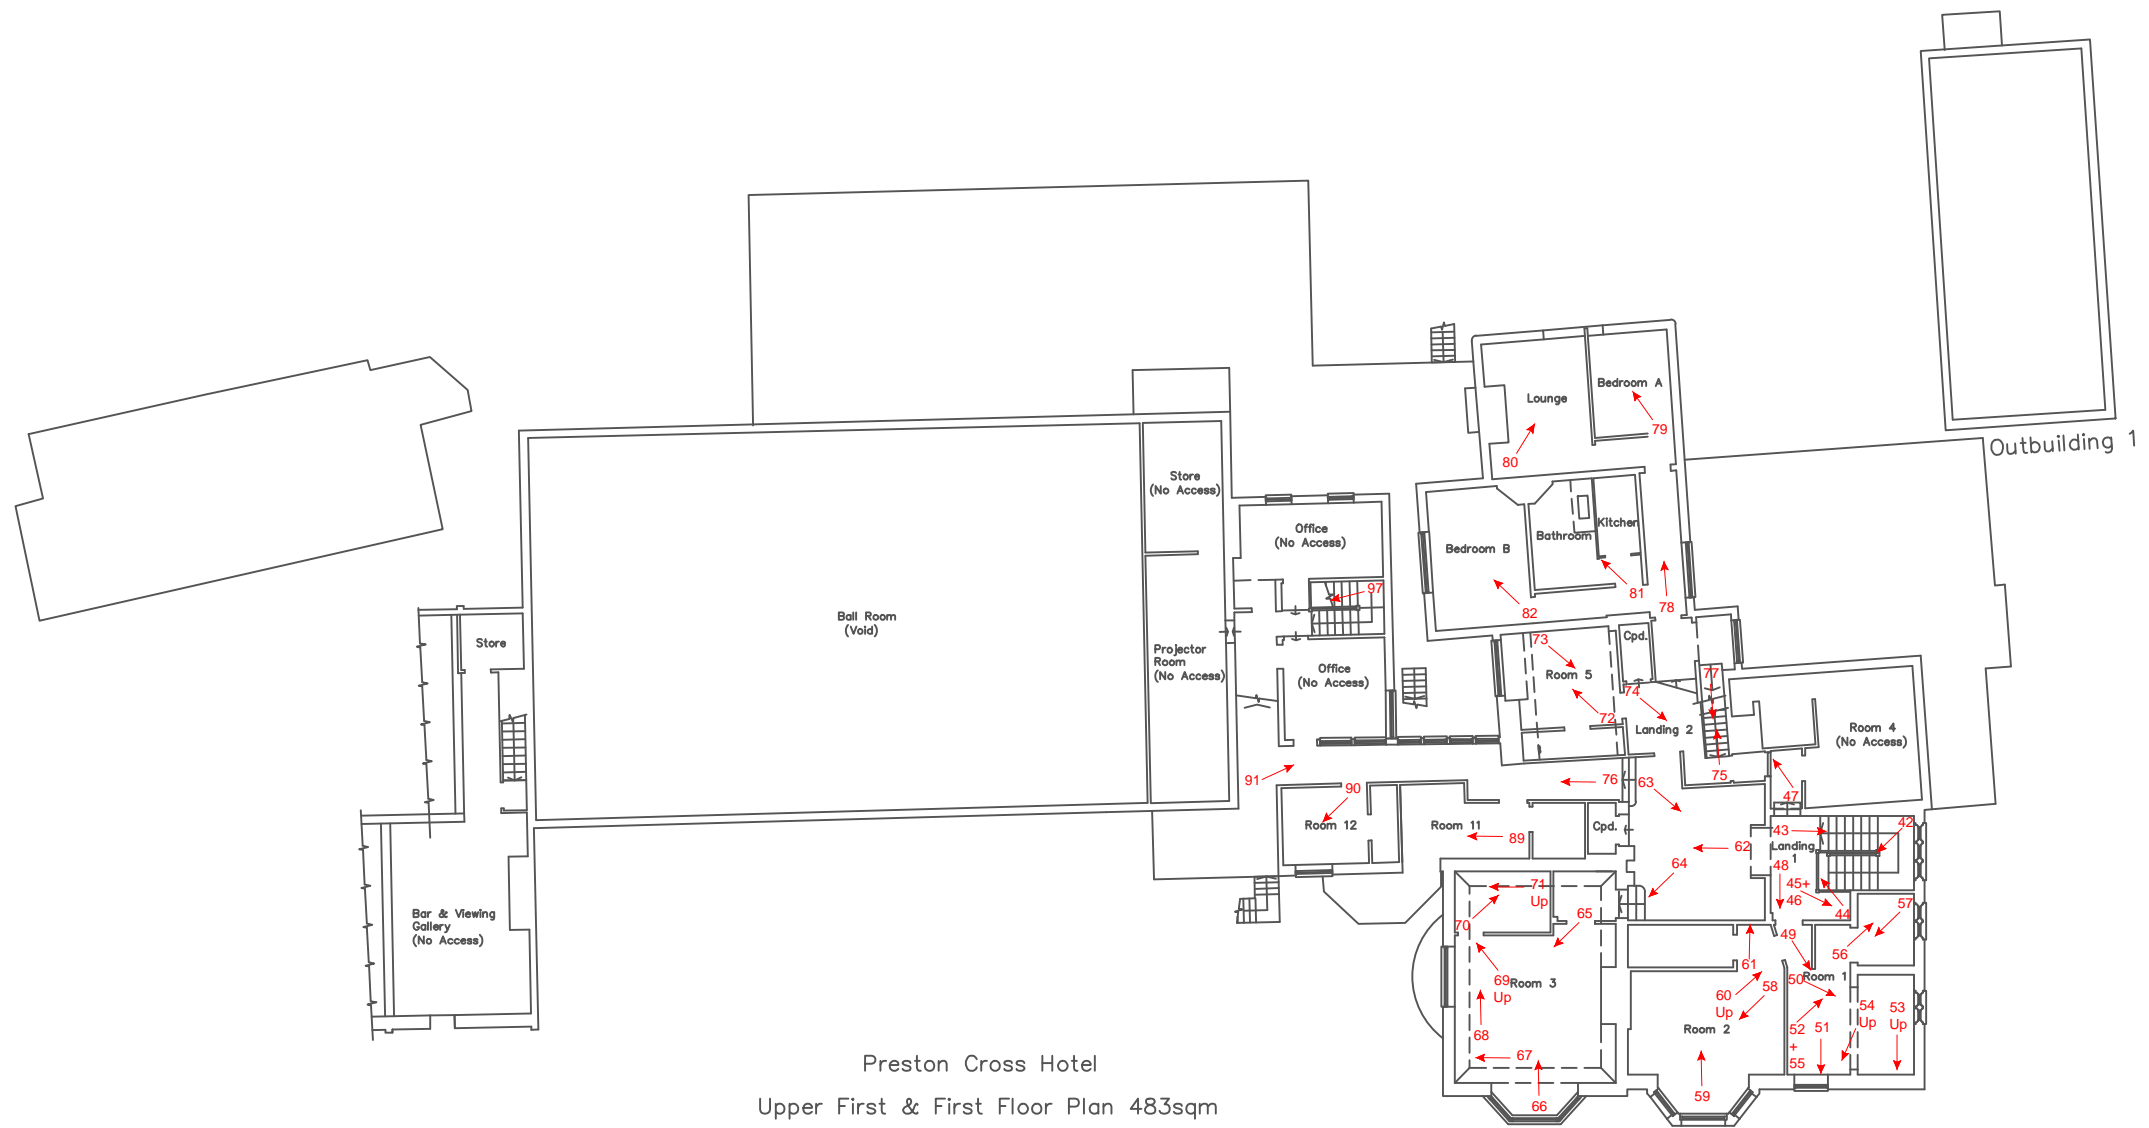 Outbuilding 1
Lounge
Bedroom A
79
80
Store
(No Access)
Office
(No Access)
97
Bedroom B
Bathroom
Kitchen
81
82
78
Ball Room
(Void)
Store
Projector
Room
(No Access)
Office
(No Access)
73
Cpd.
Room 5
72
74
77
Landing 2
Room 4
(No Access)
75
91
76
63
47
90
Room 12
Room 11
89
Cpd.
62
43
42
Landing
1
48
64
45+
46
44
57
71
Up
70
65
49
56
61
Bar & Viewing
Gallery
(No Access)
69
Up
Room 3
50
Room 1
58
60
Up
54
Up
53
Up
68
Room 2
52
+
55
51
67
59
66
Preston Cross Hotel
Upper First & First Floor Plan 483sqm